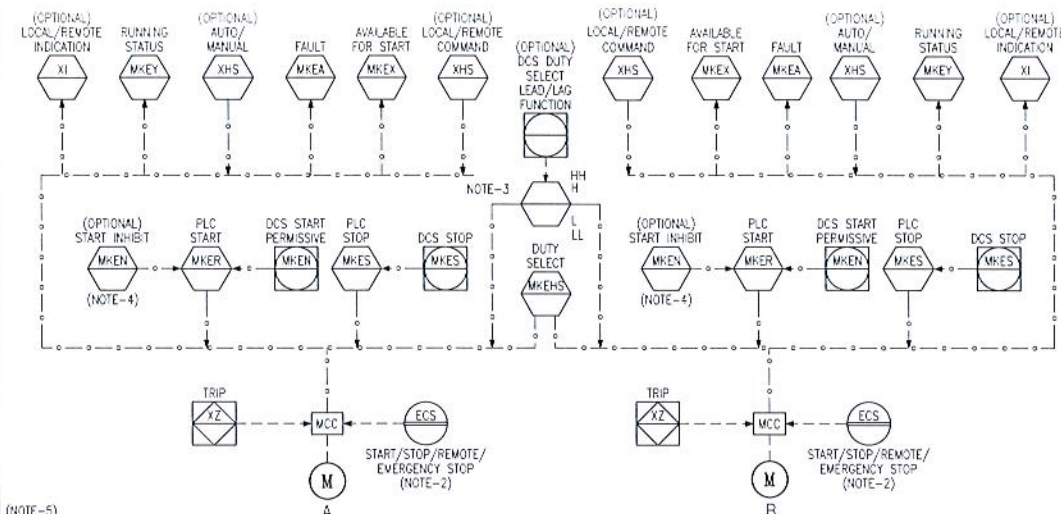 (OPTIONAL)
LOCAL/REMOTE
INDICATION
XI
RUNNING
STATUS
MKEY
(OPTIONAL)
AUTO/
MANUAL
XHS
FAULT
MKEA
AVAILABLE
FOR START
MKEX
(OPTIONAL)
LOCAL/REMOTE
COMMAND
XHS
(OPTIONAL)
DCS DUTY
SELECT
LEAD/LAG
FUNCTION
(OPTIONAL)
LOCAL/REMOTE
COMMAND
XHS
AVAILABLE
FOR START
MKEX
FAULT
MKEA
(OPTIONAL)
AUTO/
MANUAL
XHS
RUNNING
STATUS
MKEY
(OPTIONAL)
LOCAL/REMOTE
INDICATION
XI
NOTE-3
HH
H
L
LL
(OPTIONAL)
START INHIBIT
MKEN
(NOTE-4)
PLC
START
MKER
DCS START
PERMISSIVE
MKEN
PLC
STOP
MKES
DCS STOP
MKES
DUTY
SELECT
MKEHS
(OPTIONAL)
START INHIBIT
MKEN
(NOTE-4)
PLC
START
MKER
DCS START
PERMISSIVE
MKEN
PLC
STOP
MKES
DCS STOP
MKES
TRIP
XZ
MCC
ECS
START/STOP/REMOTE/
EMERGENCY STOP
(NOTE-2)
M
A
TRIP
XZ
MCC
ECS
START/STOP/REMOTE/
EMERGENCY STOP
(NOTE-2)
M
B
(NOTE-5)